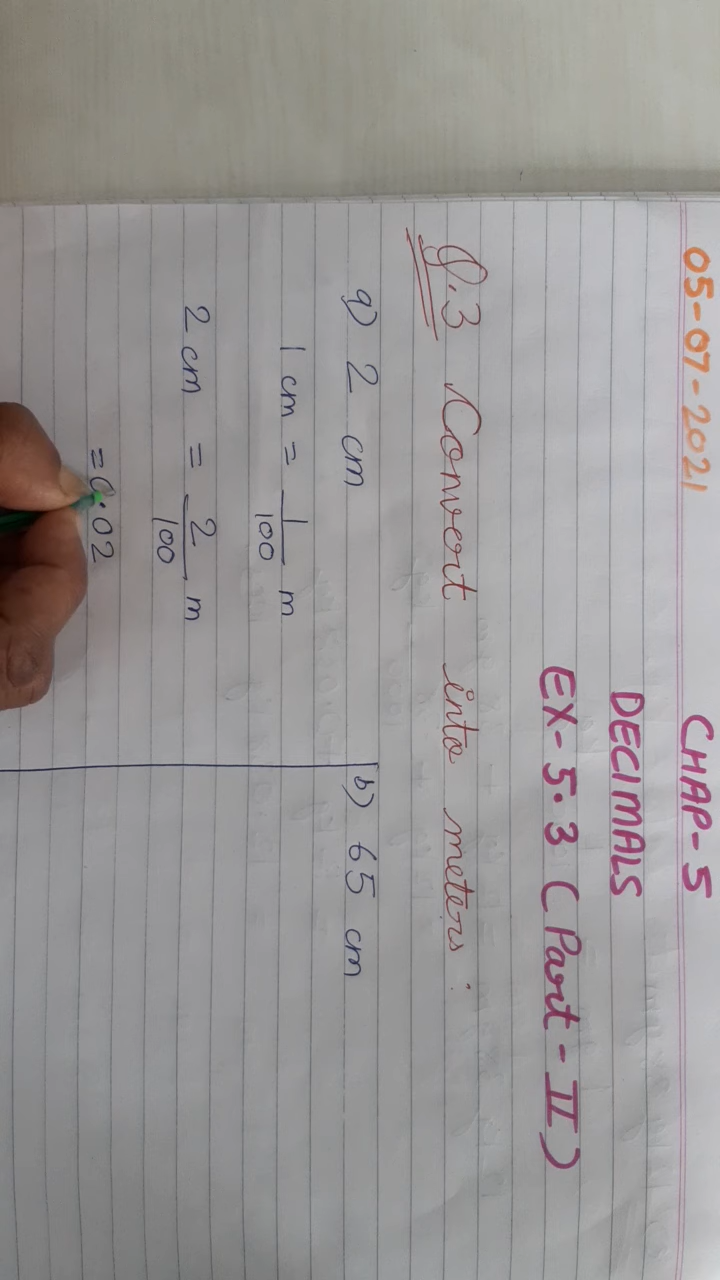 05-07-2021
CHAP-5
DECIMALS
EX-5.3 (Part-II)
Q.3 Convert into meters:
a) 2 cm
1 cm = 1/100 m
2 cm = 2/100 m
= 0.02
b) 65 cm